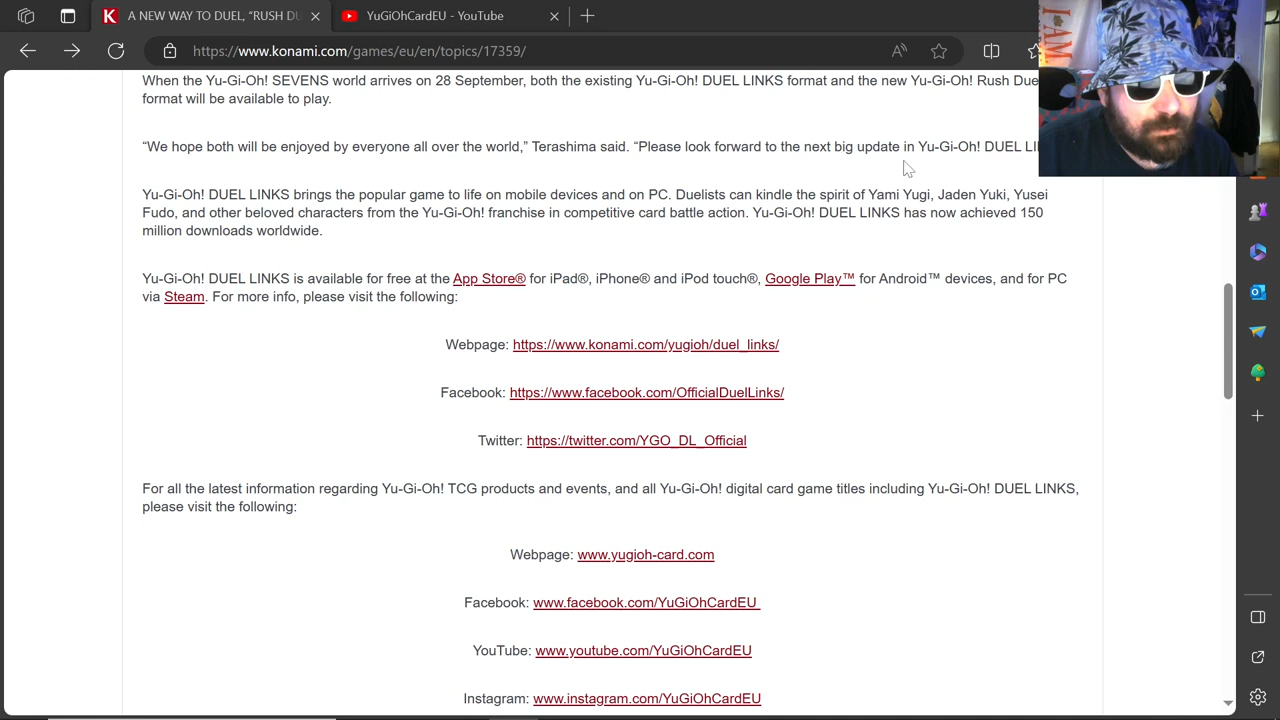 A NEW WAY TO DUEL, “RUSH DU
YuGiOhCardEU - YouTube
https://www.konami.com/games/eu/en/topics/17359/
When the Yu-Gi-Oh! SEVENS world arrives on 28 September, both the existing Yu-Gi-Oh! DUEL LINKS format and the new Yu-Gi-Oh! Rush Due
format will be available to play.
“We hope both will be enjoyed by everyone all over the world,” Terashima said. “Please look forward to the next big update in Yu-Gi-Oh! DUEL LI
Yu-Gi-Oh! DUEL LINKS brings the popular game to life on mobile devices and on PC. Duelists can kindle the spirit of Yami Yugi, Jaden Yuki, Yusei
Fudo, and other beloved characters from the Yu-Gi-Oh! franchise in competitive card battle action. Yu-Gi-Oh! DUEL LINKS has now achieved 150
million downloads worldwide.
Yu-Gi-Oh! DUEL LINKS is available for free at the App Store® for iPad®, iPhone® and iPod touch®, Google Play™ for Android™ devices, and for PC
via Steam. For more info, please visit the following:
Webpage: https://www.konami.com/yugioh/duel_links/
Facebook: https://www.facebook.com/OfficialDuelLinks/
Twitter: https://twitter.com/YGO_DL_Official
For all the latest information regarding Yu-Gi-Oh! TCG products and events, and all Yu-Gi-Oh! digital card game titles including Yu-Gi-Oh! DUEL LINKS,
please visit the following:
Webpage: www.yugioh-card.com
Facebook: www.facebook.com/YuGiOhCardEU
YouTube: www.youtube.com/YuGiOhCardEU
Instagram: www.instagram.com/YuGiOhCardEU